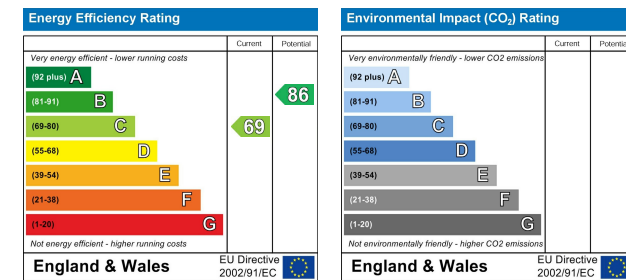 Energy Efficiency Rating
Current Potential
Very energy efficient - lower running costs
(92 plus) A
(81-91) B
86
(69-80) C
69
(55-68) D
(39-54) E
(21-38) F
(1-20) G
Not energy efficient - higher running costs
England & Wales
EU Directive
2002/91/EC
Environmental Impact (CO₂) Rating
Current Potential
Very environmentally friendly - lower CO2 emissions
(92 plus) A
(81-91) B
(69-80) C
(55-68) D
(39-54) E
(21-38) F
(1-20) G
Not environmentally friendly - higher CO2 emissions
England & Wales
EU Directive
2002/91/EC